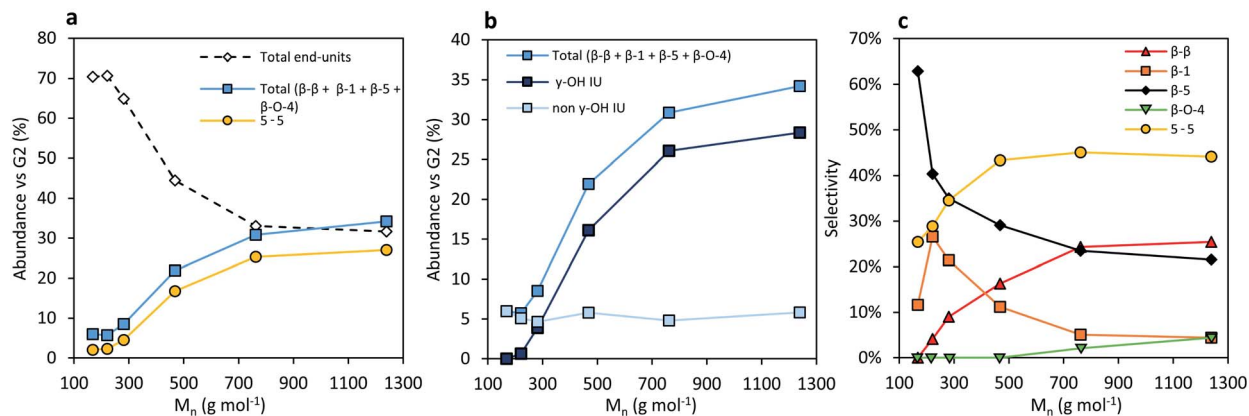 a
80
70
60
50
40
30
20
10
0
Abundance vs G2 (%)
Total end-units
Total (β-β + β-1 + β-5 +
β-O-4)
5 - 5
100 300 500 700 900 1100 1300
Mₙ (g mol⁻¹)
b
40
35
30
25
20
15
10
5
0
Abundance vs G2 (%)
Total (β-β + β-1 + β-5 + β-O-4)
y-OH IU
non y-OH IU
100 300 500 700 900 1100 1300
Mₙ (g mol⁻¹)
c
70%
60%
50%
40%
30%
20%
10%
0%
Selectivity
β-β
β-1
β-5
β-O-4
5 - 5
100 300 500 700 900 1100 1300
Mₙ (g mol⁻¹)